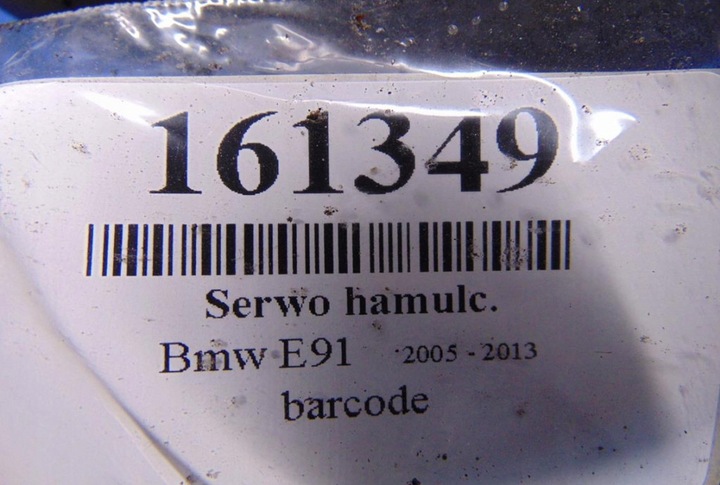 161349
Serwo hamulc.
Bmw E91 2005 - 2013
barcode